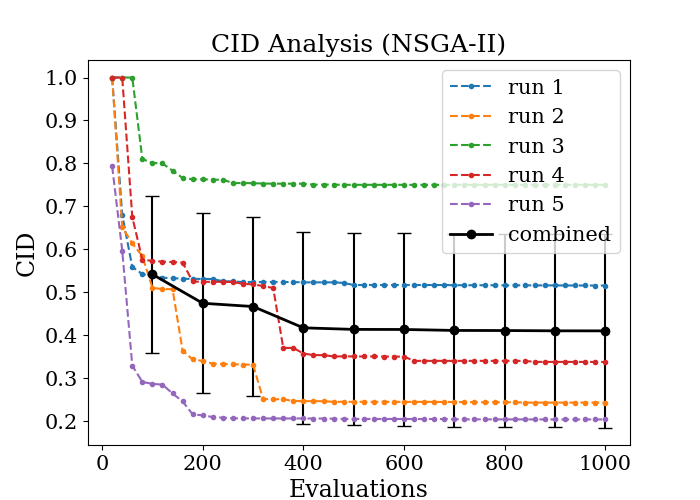 CID Analysis (NSGA-II)
run 1
run 2
run 3
run 4
run 5
combined
CID
1.0
0.9
0.8
0.7
0.6
0.5
0.4
0.3
0.2
0 200 400 600 800 1000
Evaluations